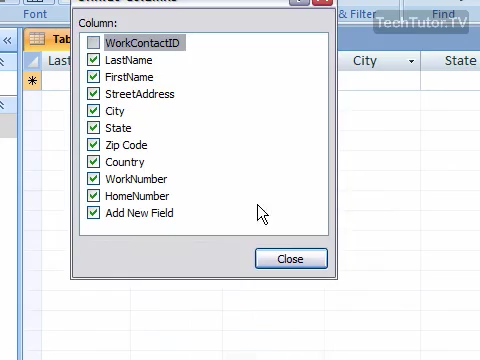 Font
& Filter
Find
TechTutor.TV
Column:
Tab
Last
City
State
WorkContactID
LastName
FirstName
StreetAddress
City
State
Zip Code
Country
WorkNumber
HomeNumber
Add New Field
Close